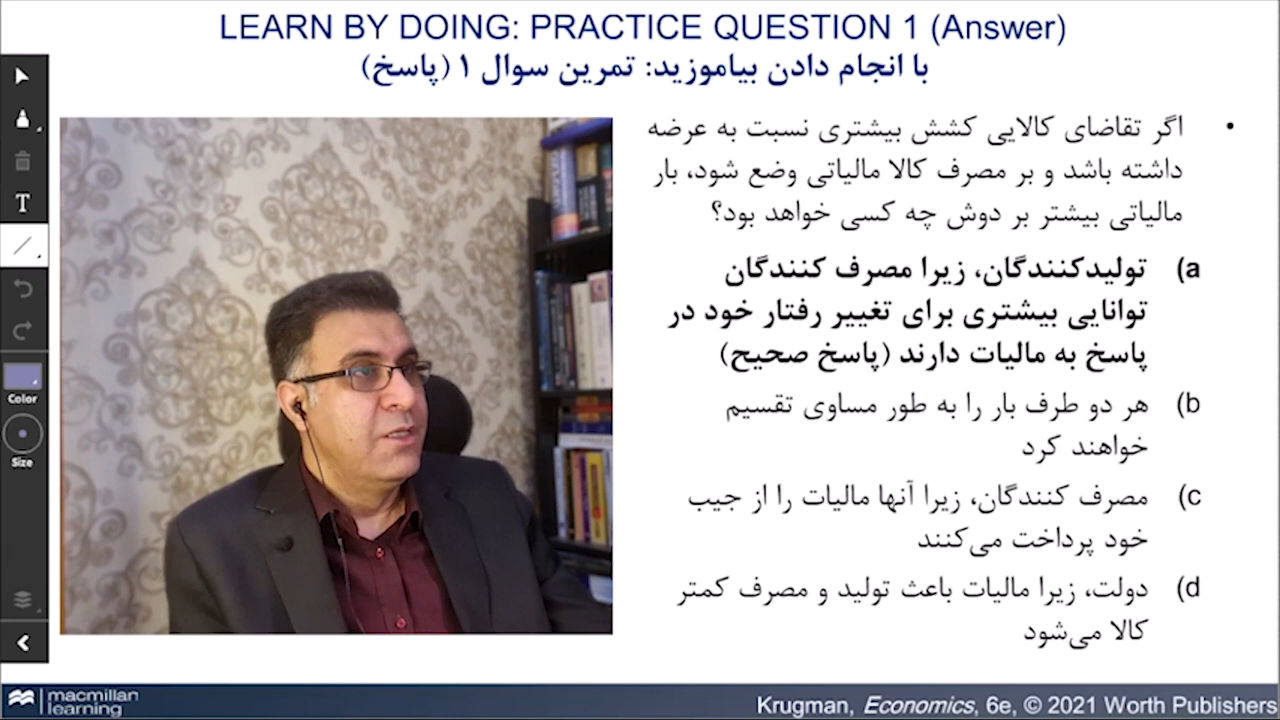 LEARN BY DOING: PRACTICE QUESTION 1 (Answer)
با انجام دادن بیاموزید: تمرین سوال ۱ (پاسخ)
• اگر تقاضای کالایی کشش بیشتری نسبت به عرضه
داشته باشد و بر مصرف کالا مالیاتی وضع شود، بار
مالیاتی بیشتر بر دوش چه کسی خواهد بود؟
a) تولیدکنندگان، زیرا مصرف کنندگان
توانایی بیشتری برای تغییر رفتار خود در
پاسخ به مالیات دارند (پاسخ صحیح)
b) هر دو طرف بار را به طور مساوی تقسیم
خواهند کرد
c) مصرف کنندگان، زیرا آنها مالیات را از جیب
خود پرداخت می‌کنند
d) دولت، زیرا مالیات باعث تولید و مصرف کمتر
کالا می‌شود
T
Color
Size
macmillan
learning
Krugman, Economics, 6e, © 2021 Worth Publishers